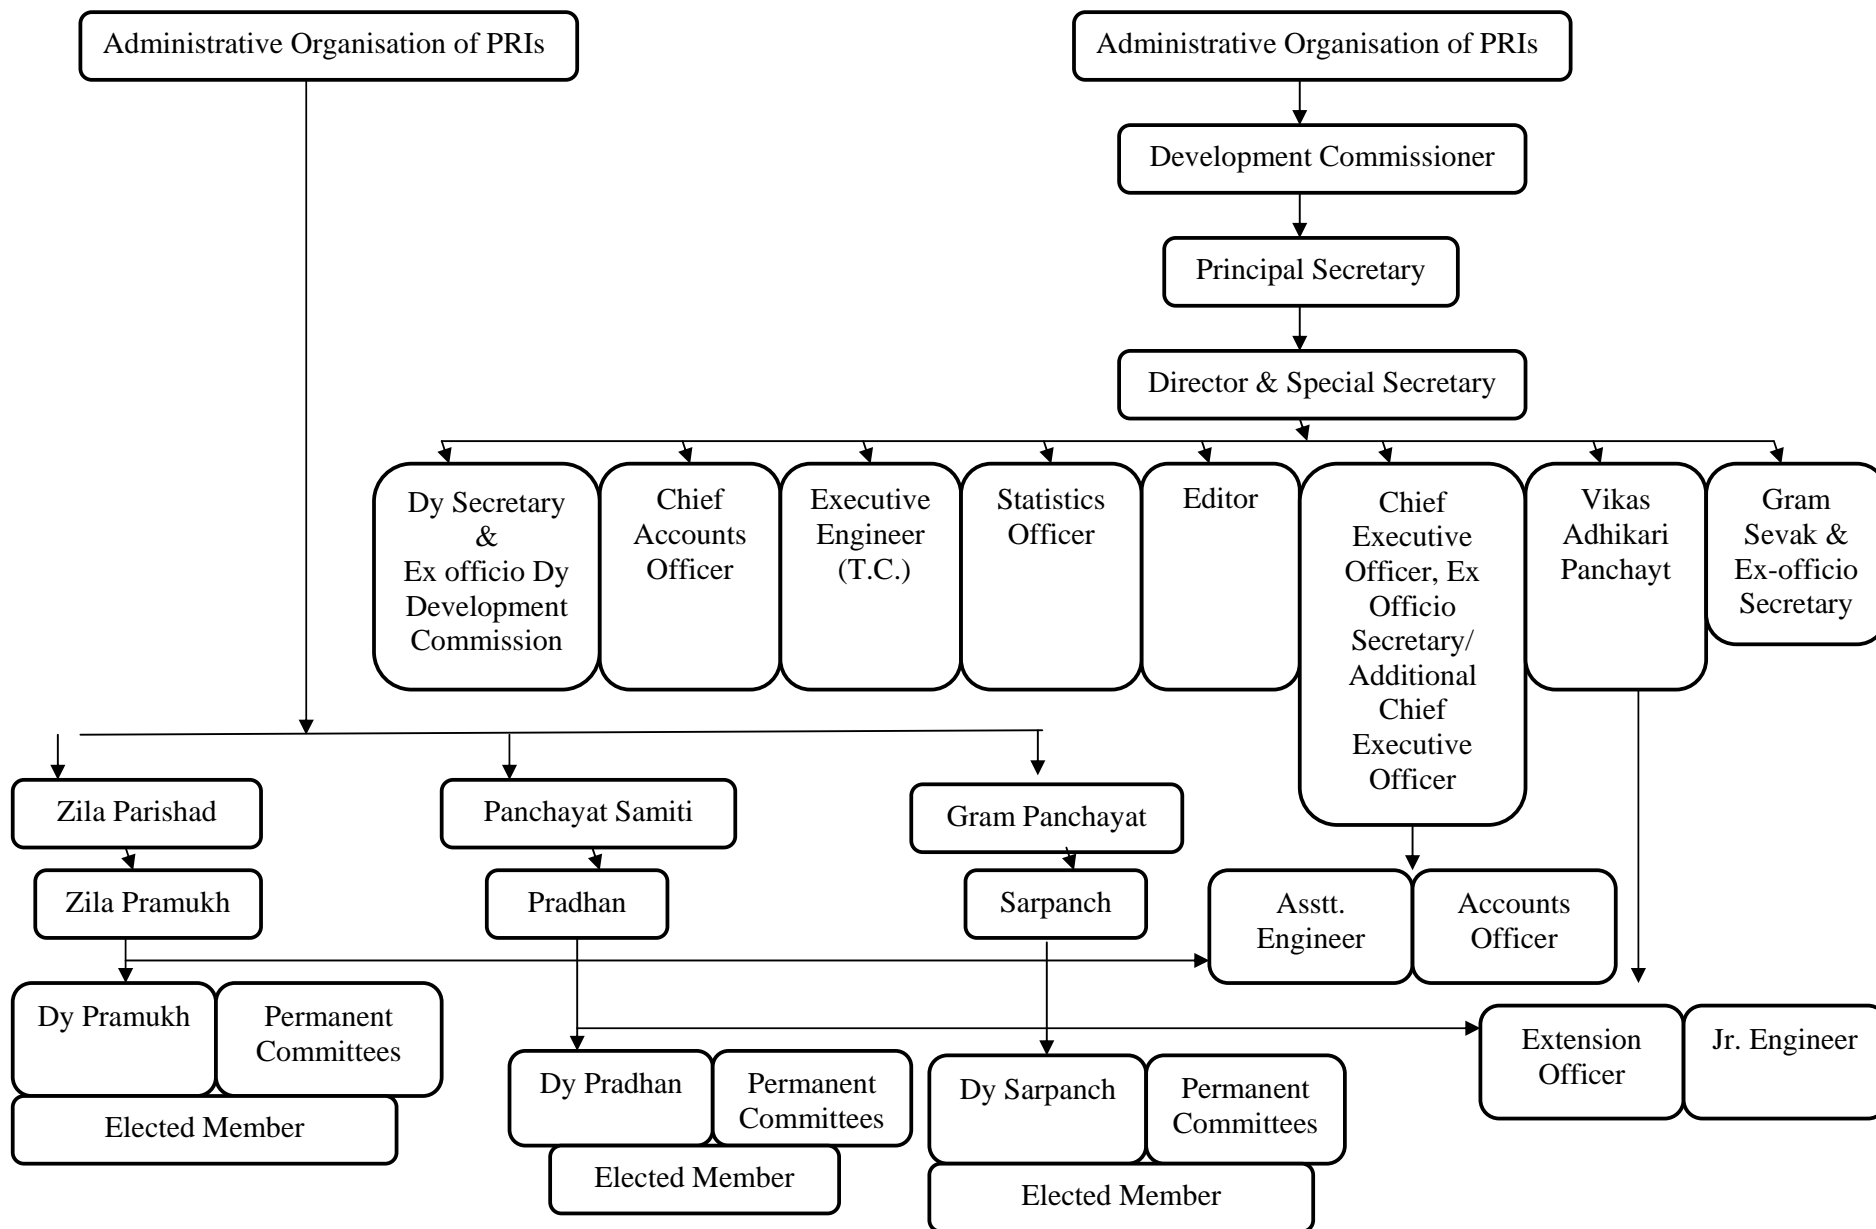 Administrative Organisation of PRIs
Administrative Organisation of PRIs
Development Commissioner
Principal Secretary
Director & Special Secretary
Dy Secretary
&
Ex officio Dy
Development
Commission
Chief
Accounts
Officer
Executive
Engineer
(T.C.)
Statistics
Officer
Editor
Chief
Executive
Officer, Ex
Officio
Secretary/
Additional
Chief
Executive
Officer
Vikas
Adhikari
Panchayt
Gram
Sevak &
Ex-officio
Secretary
Zila Parishad
Panchayat Samiti
Gram Panchayat
Zila Pramukh
Pradhan
Sarpanch
Asstt.
Engineer
Accounts
Officer
Dy Pramukh
Permanent
Committees
Elected Member
Dy Pradhan
Permanent
Committees
Elected Member
Dy Sarpanch
Permanent
Committees
Elected Member
Extension
Officer
Jr. Engineer